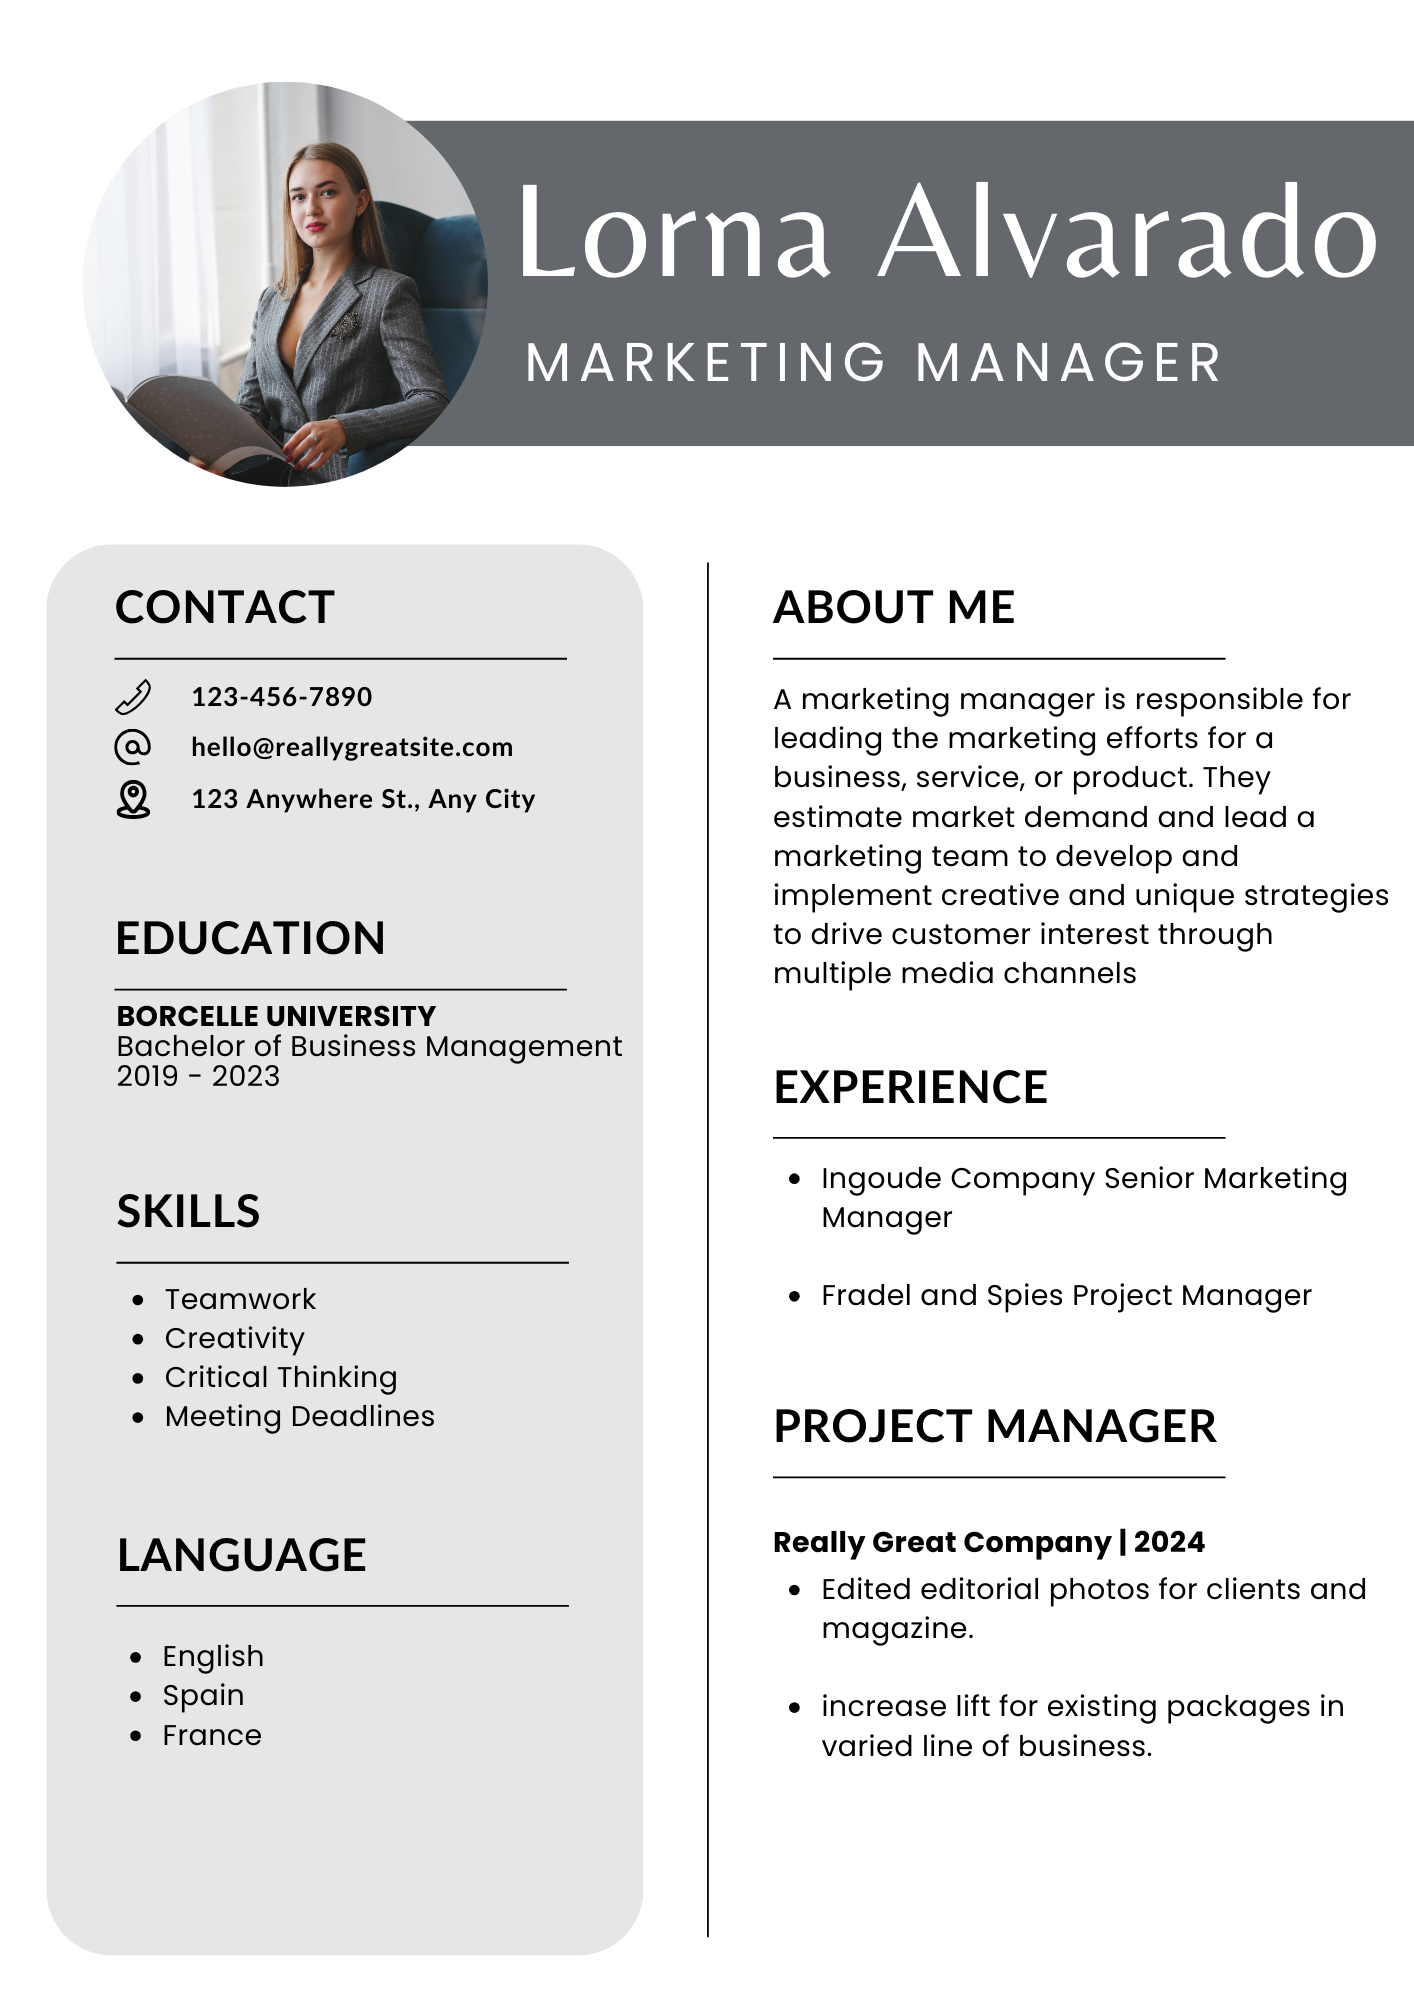 Lorna Alvarado
MARKETING MANAGER
CONTACT
123-456-7890
hello@reallygreatsite.com
123 Anywhere St., Any City
EDUCATION
BORCELLE UNIVERSITY
Bachelor of Business Management
2019 - 2023
SKILLS
Teamwork
Creativity
Critical Thinking
Meeting Deadlines
LANGUAGE
English
Spain
France
ABOUT ME
A marketing manager is responsible for
leading the marketing efforts for a
business, service, or product. They
estimate market demand and lead a
marketing team to develop and
implement creative and unique strategies
to drive customer interest through
multiple media channels
EXPERIENCE
Ingoude Company Senior Marketing
Manager
Fradel and Spies Project Manager
PROJECT MANAGER
Really Great Company | 2024
Edited editorial photos for clients and
magazine.
increase lift for existing packages in
varied line of business.